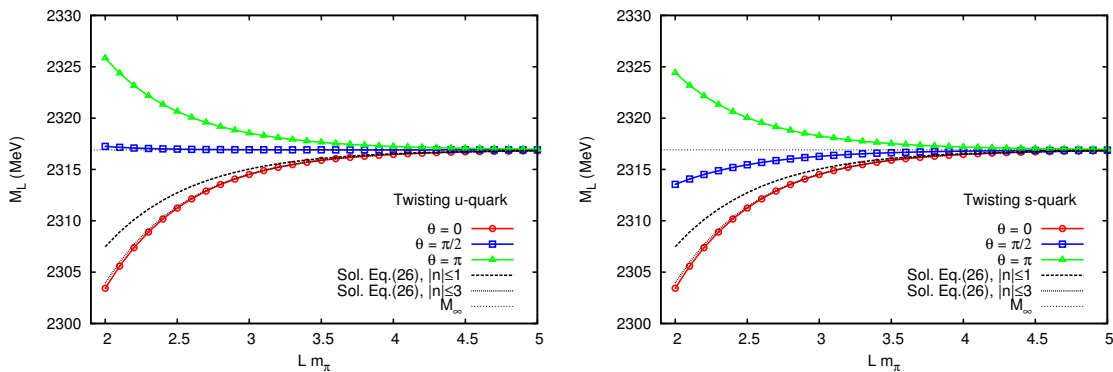 2330
2325
2320
2315
2310
2305
2300
M_L (MeV)
2
2.5
3
3.5
4
4.5
5
L m_π
Twisting u-quark
θ = 0
θ = π/2
θ = π
Sol. Eq.(26), |n|≤1
Sol. Eq.(26), |n|≤3
M_∞
2330
2325
2320
2315
2310
2305
2300
M_L (MeV)
2
2.5
3
3.5
4
4.5
5
L m_π
Twisting s-quark
θ = 0
θ = π/2
θ = π
Sol. Eq.(26), |n|≤1
Sol. Eq.(26), |n|≤3
M_∞